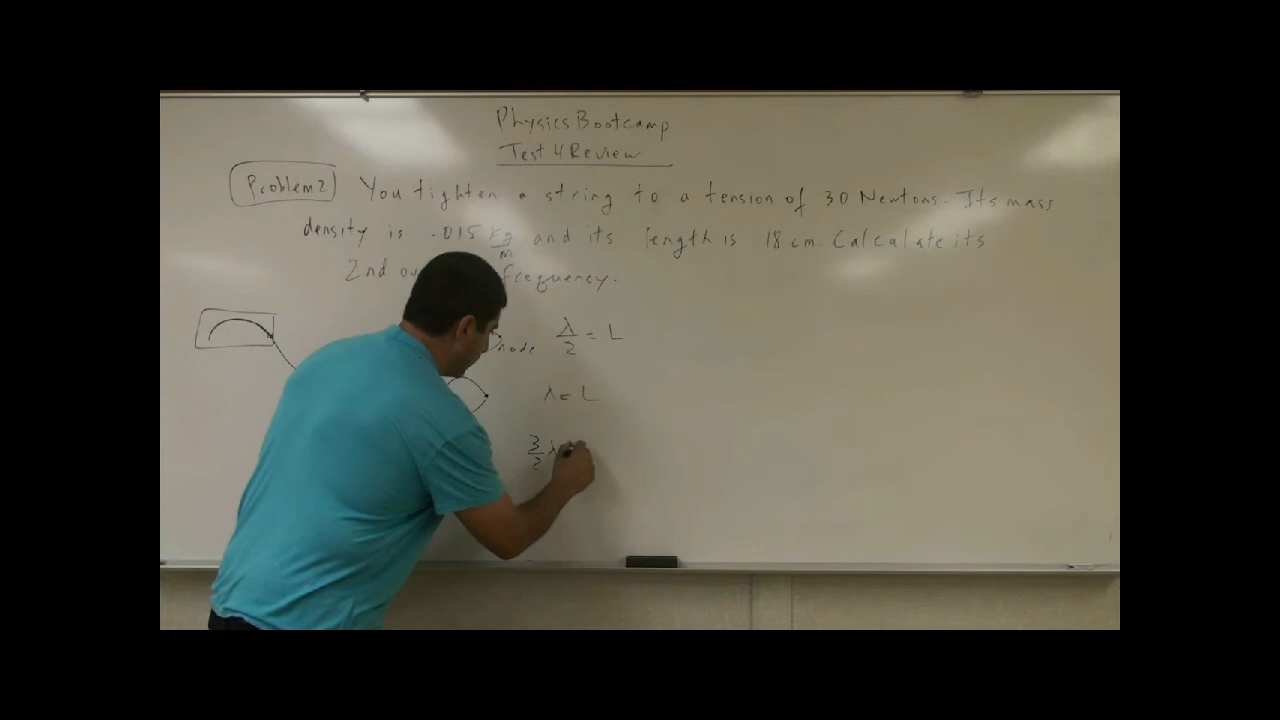 Physics Bootcamp
Test 4 Review
Problem 2 You tighten a string to a tension of 30 Newtons. Its mass
density is .015 kg/m and its length is 18 cm. Calcalate its
2nd frequency.
node λ/2 = L
λ = L
3/2 λ